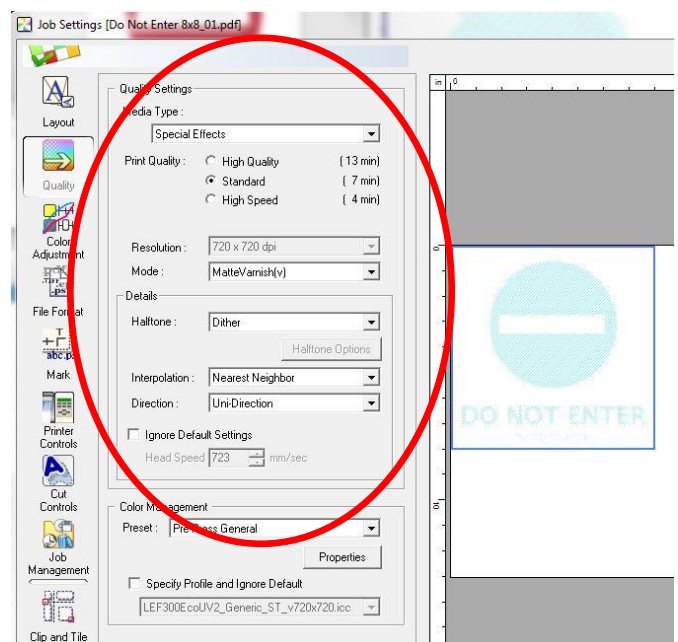 Job Settings [Do Not Enter 8x8_01.pdf]
Layout
Quality
Color
Adjustment
File Format
Mark
Printer
Controls
Cut
Controls
Job
Management
Clip and Tile
Quality Settings
Media Type :
Special Effects
Print Quality : High Quality (13 min)
Standard ( 7 min)
High Speed ( 4 min)
Resolution : 720 x 720 dpi
Mode : MatteVarnish(v)
Details
Halftone : Dither
Halftone Options
Interpolation : Nearest Neighbor
Direction : Uni-Direction
Ignore Default Settings
Head Speed 723 mm/sec
Color Management
Preset : Pre-Press General
Properties
Specify Profile and Ignore Default
LEF300EcoUV2_Generic_ST_v720x720.icc
in 0
0
10
DO NOT ENTER